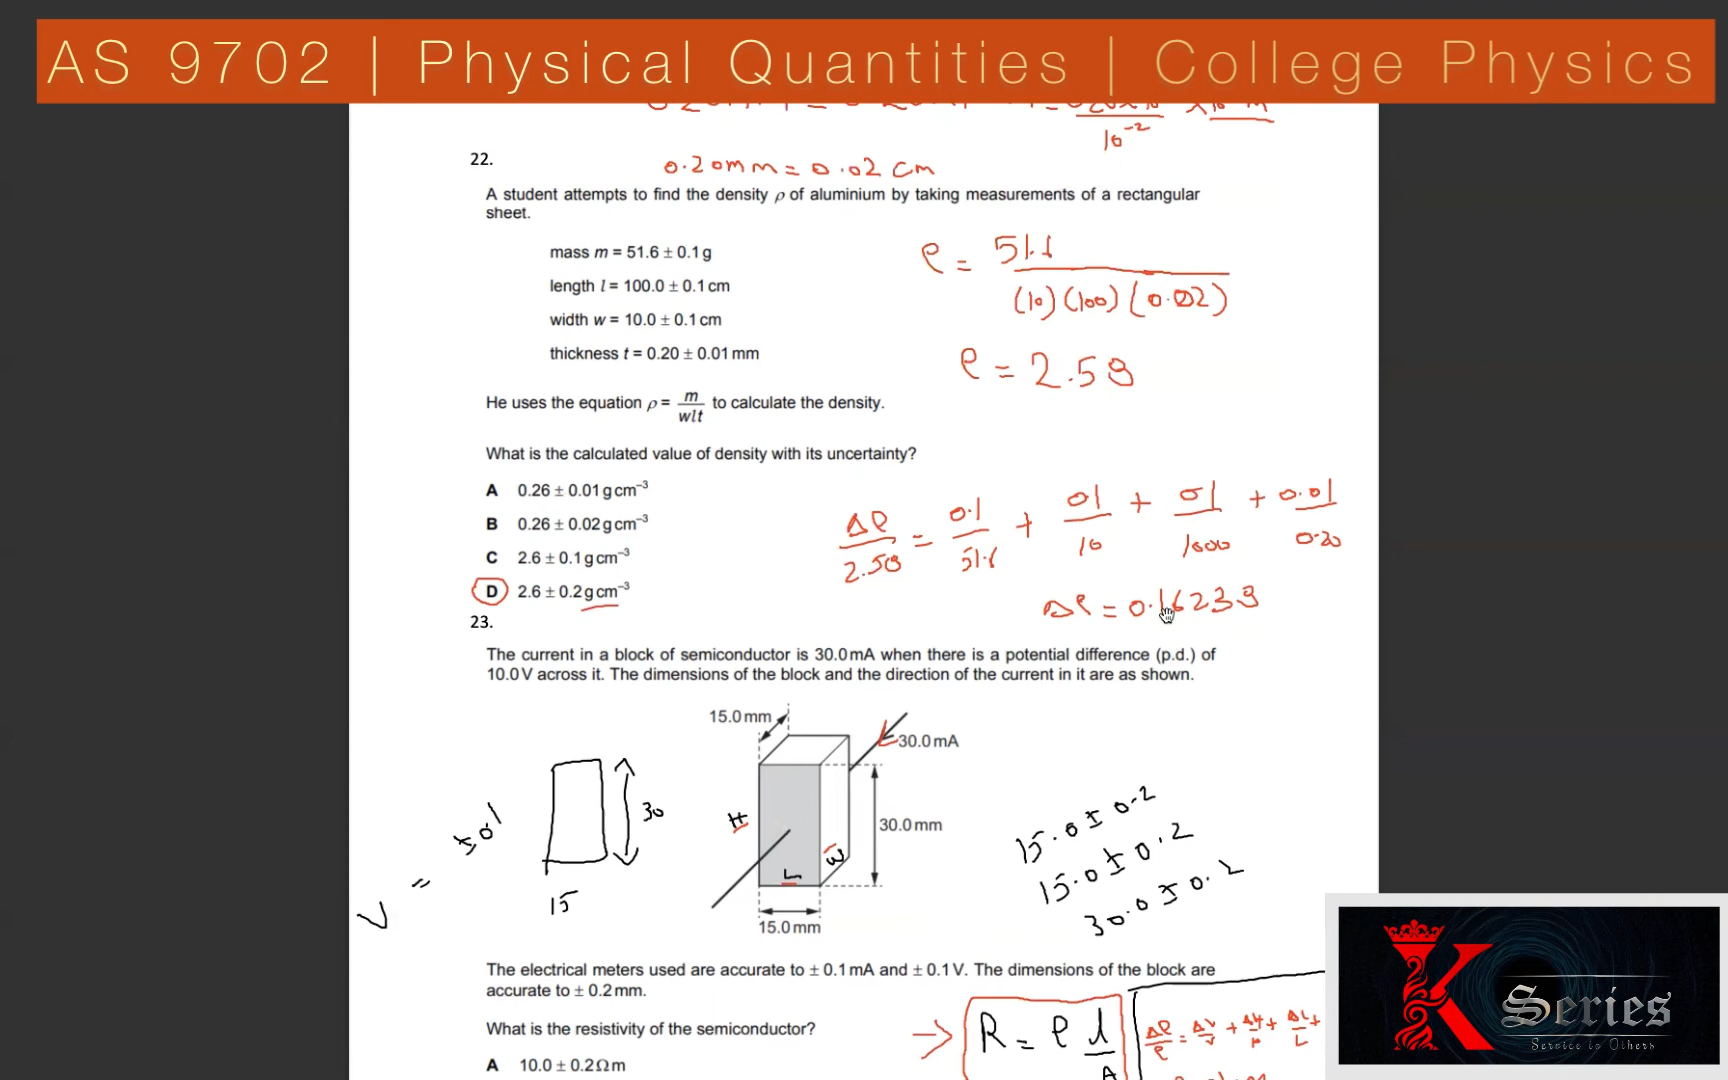 AS 9702 | Physical Quantities | College Physics
10⁻²
22.
0.20mm = 0.02 cm
A student attempts to find the density ρ of aluminium by taking measurements of a rectangular
sheet.
mass m = 51.6 ± 0.1 g
length l = 100.0 ± 0.1 cm
width w = 10.0 ± 0.1 cm
thickness t = 0.20 ± 0.01 mm
ρ = 51.6
(10)(100)(0.02)
ρ = 2.58
He uses the equation ρ = m/wlt to calculate the density.
What is the calculated value of density with its uncertainty?
A 0.26 ± 0.01 g cm⁻³
B 0.26 ± 0.02 g cm⁻³
C 2.6 ± 0.1 g cm⁻³
D 2.6 ± 0.2 g cm⁻³
Δρ/2.58 = 0.1/51.6 + 01/10 + 01/1000 + 0.01/0.20
Δρ = 0.16239
23.
The current in a block of semiconductor is 30.0 mA when there is a potential difference (p.d.) of
10.0 V across it. The dimensions of the block and the direction of the current in it are as shown.
15.0 mm
30.0 mA
30.0 mm
15.0 mm
H
L
W
30
15
V = ±0.1
15.0 ± 0.2
15.0 ± 0.2
30.0 ± 0.2
The electrical meters used are accurate to ± 0.1 mA and ± 0.1 V. The dimensions of the block are
accurate to ± 0.2 mm.
What is the resistivity of the semiconductor?
R = ρ l/A
A 10.0 ± 0.2 Ω m
K
Series
Service to Others